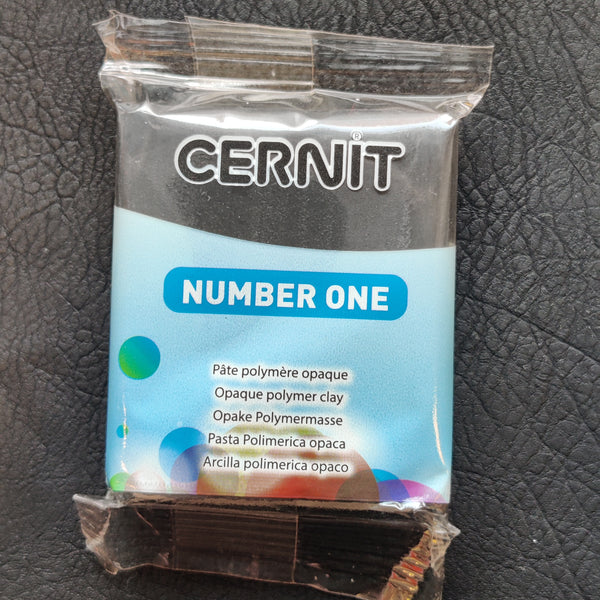 CERNIT®
NUMBER ONE
Pâte polymère opaque
Opaque polymer clay
Opake Polymermasse
Pasta Polimerica opaca
Arcilla polimerica opaco